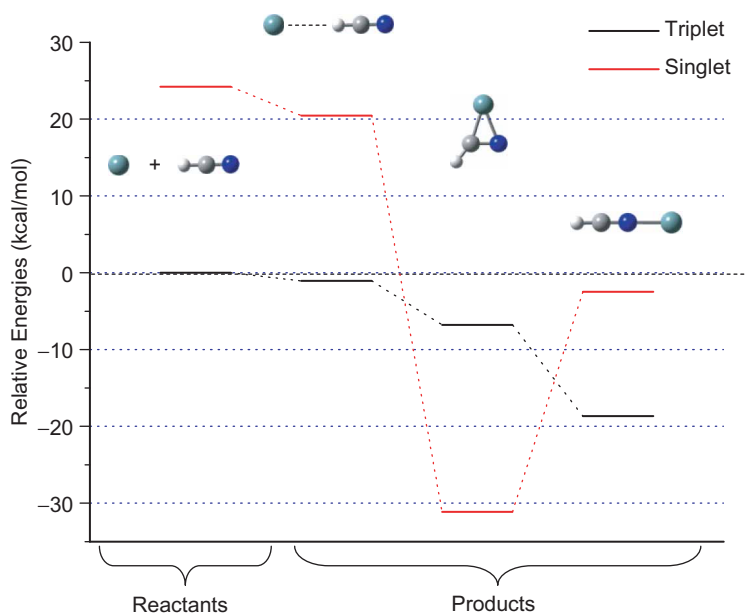 Triplet
Singlet
30
20
10
0
−10
−20
−30
Relative Energies (kcal/mol)
+
Reactants
Products